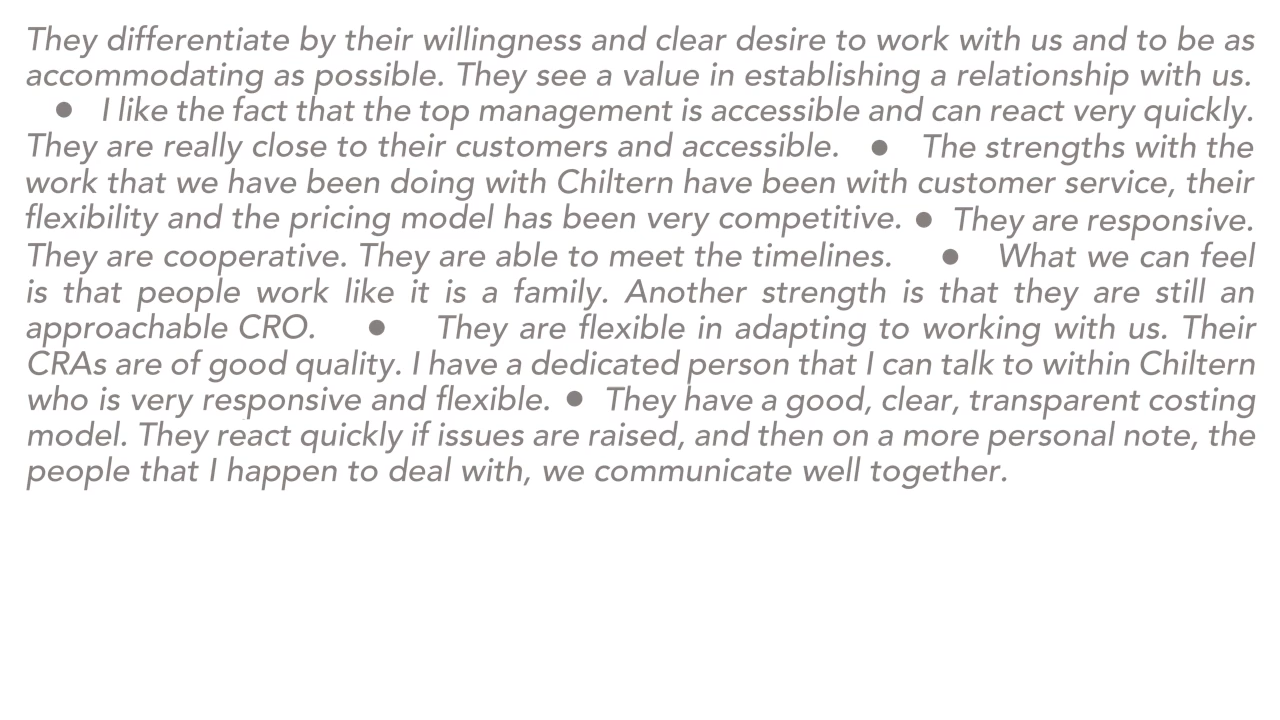 They differentiate by their willingness and clear desire to work with us and to be as
accommodating as possible. They see a value in establishing a relationship with us.
● I like the fact that the top management is accessible and can react very quickly.
They are really close to their customers and accessible. ● The strengths with the
work that we have been doing with Chiltern have been with customer service, their
flexibility and the pricing model has been very competitive. ● They are responsive.
They are cooperative. They are able to meet the timelines. ● What we can feel
is that people work like it is a family. Another strength is that they are still an
approachable CRO. ● They are flexible in adapting to working with us. Their
CRAs are of good quality. I have a dedicated person that I can talk to within Chiltern
who is very responsive and flexible. ● They have a good, clear, transparent costing
model. They react quickly if issues are raised, and then on a more personal note, the
people that I happen to deal with, we communicate well together.